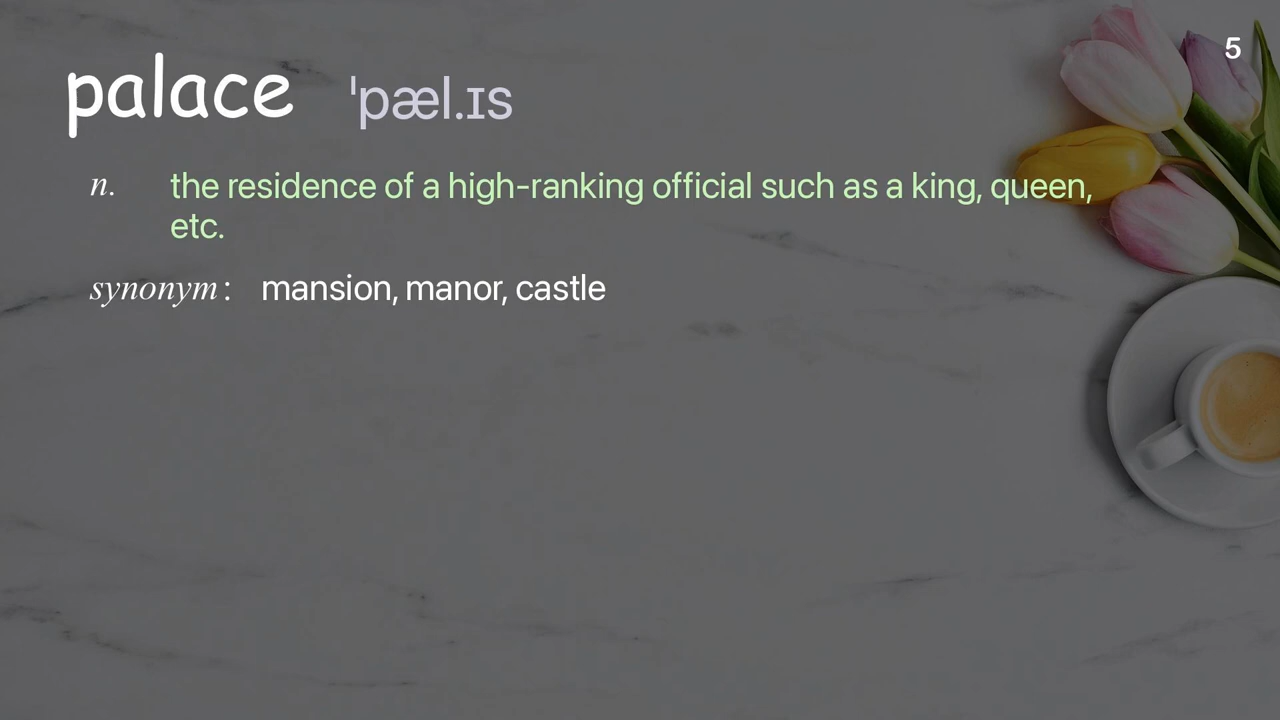 5
palace ˈpæl.ɪs
n. the residence of a high-ranking official such as a king, queen,
etc.
synonym: mansion, manor, castle